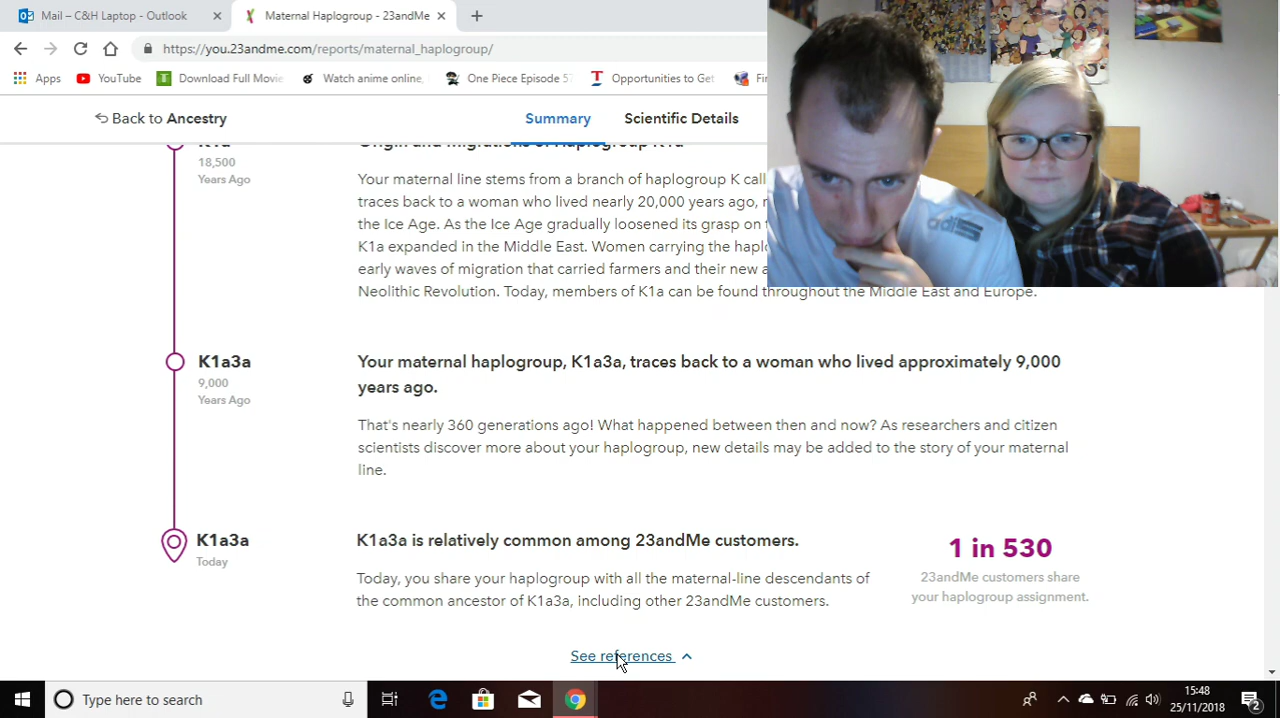 Mail – C&H Laptop - Outlook
Maternal Haplogroup - 23andMe
https://you.23andme.com/reports/maternal_haplogroup/
Apps YouTube Download Full Movie Watch anime online, One Piece Episode 57 Opportunities to Get
Back to Ancestry
Summary Scientific Details
18,500
Years Ago
Origin and Migrations of Haplogroup K1a
Your maternal line stems from a branch of haplogroup K call
traces back to a woman who lived nearly 20,000 years ago,
the Ice Age. As the Ice Age gradually loosened its grasp on
K1a expanded in the Middle East. Women carrying the
early waves of migration that carried farmers and their new
Neolithic Revolution. Today, members of K1a can be found throughout the Middle East and Europe.
K1a3a
9,000
Years Ago
Your maternal haplogroup, K1a3a, traces back to a woman who lived approximately 9,000
years ago.
That's nearly 360 generations ago! What happened between then and now? As researchers and citizen
scientists discover more about your haplogroup, new details may be added to the story of your maternal
line.
K1a3a
Today
K1a3a is relatively common among 23andMe customers.
Today, you share your haplogroup with all the maternal-line descendants of
the common ancestor of K1a3a, including other 23andMe customers.
1 in 530
23andMe customers share
your haplogroup assignment.
See references
Type here to search
15:48
25/11/2018
2